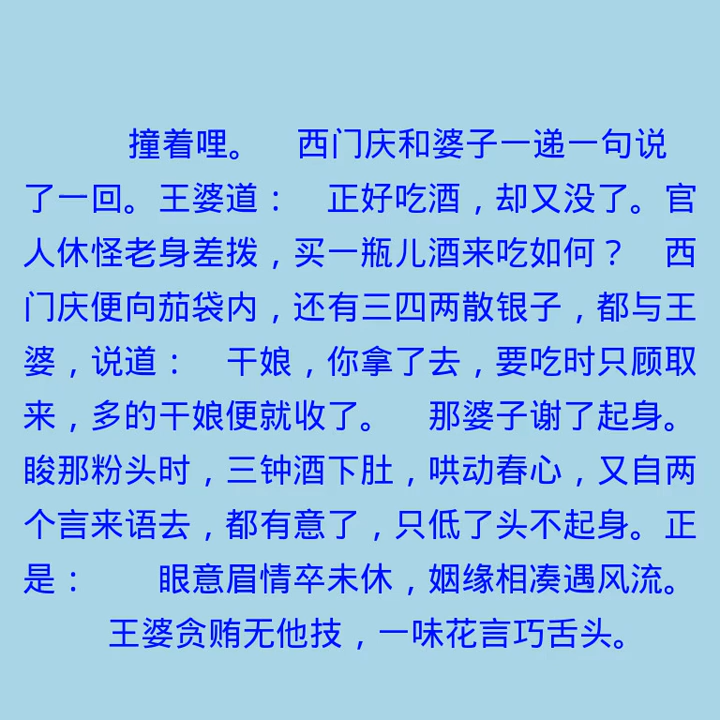 撞着哩。　西门庆和婆子一递一句说
了一回。王婆道：　正好吃酒，却又没了。官
人休怪老身差拨，买一瓶儿酒来吃如何？　西
门庆便向茄袋内，还有三四两散银子，都与王
婆，说道：　干娘，你拿了去，要吃时只顾取
来，多的干娘便就收了。　那婆子谢了起身。
睃那粉头时，三钟酒下肚，哄动春心，又自两
个言来语去，都有意了，只低了头不起身。正
是：　　眼意眉情卒未休，姻缘相凑遇风流。
王婆贪贿无他技，一味花言巧舌头。